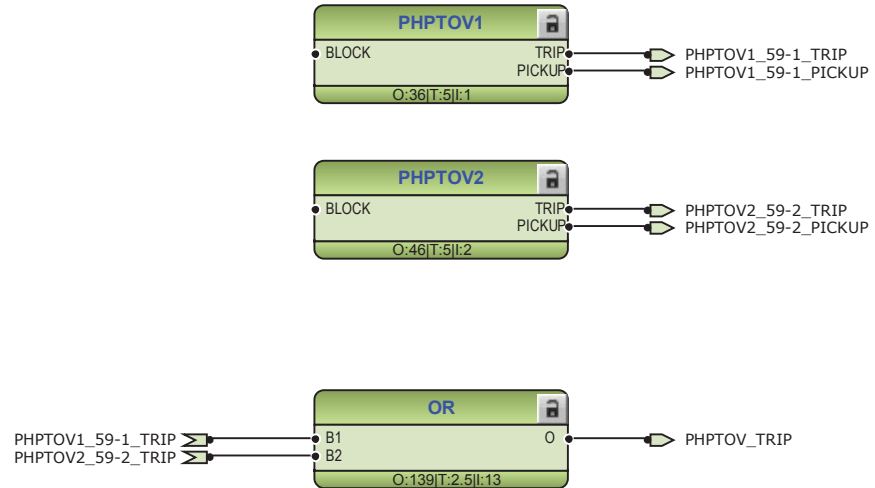 PHPTOV1
BLOCK TRIP PHPTOV1_59-1_TRIP
PICKUP PHPTOV1_59-1_PICKUP
O:36|T:5|I:1
PHPTOV2
BLOCK TRIP PHPTOV2_59-2_TRIP
PICKUP PHPTOV2_59-2_PICKUP
O:46|T:5|I:2
OR
PHPTOV1_59-1_TRIP B1 O PHPTOV_TRIP
PHPTOV2_59-2_TRIP B2
O:139|T:2.5|I:13